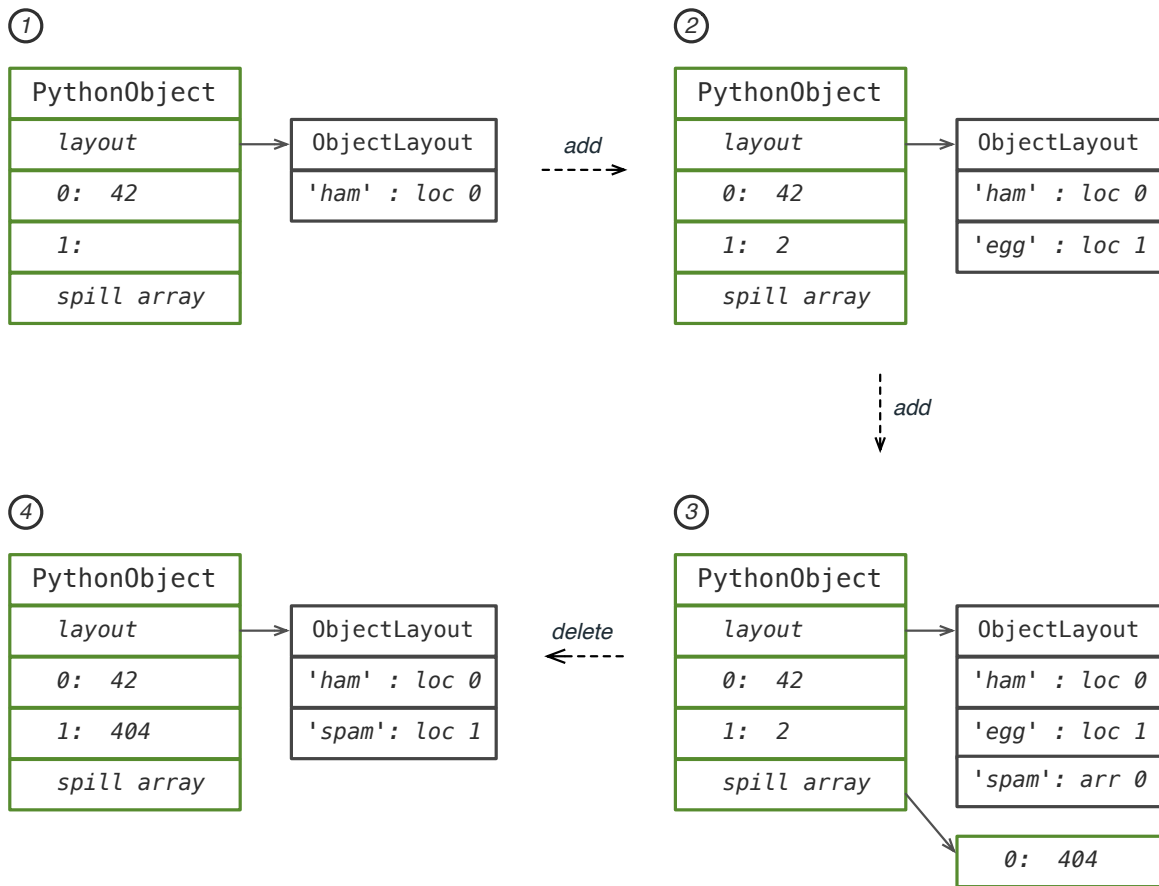 1
PythonObject
layout
0: 42
1:
spill array
ObjectLayout
'ham' : loc 0
add
2
PythonObject
layout
0: 42
1: 2
spill array
ObjectLayout
'ham' : loc 0
'egg' : loc 1
add
4
PythonObject
layout
0: 42
1: 404
spill array
ObjectLayout
'ham' : loc 0
'spam': loc 1
delete
3
PythonObject
layout
0: 42
1: 2
spill array
ObjectLayout
'ham' : loc 0
'egg' : loc 1
'spam': arr 0
0: 404